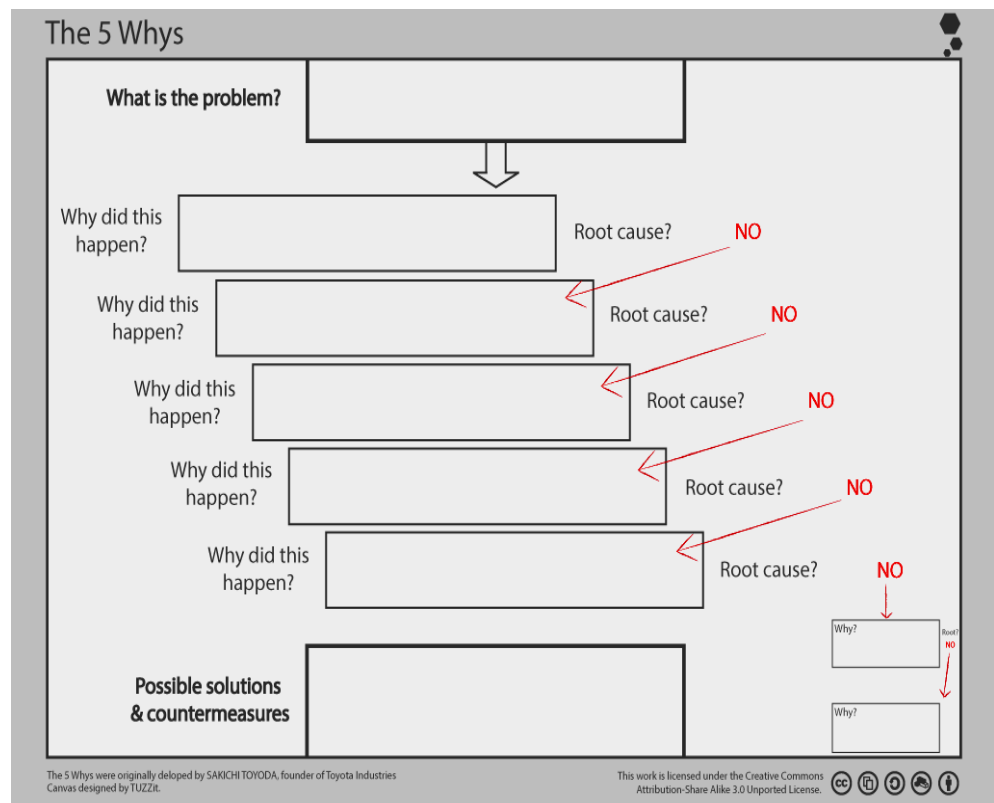 The 5 Whys
What is the problem?
Why did this
happen?
Root cause?
NO
Why did this
happen?
Root cause?
NO
Why did this
happen?
Root cause?
NO
Why did this
happen?
Root cause?
NO
Why did this
happen?
Root cause?
NO
Why?
Root?
NO
Why?
Possible solutions
& countermeasures
The 5 Whys were originally deloped by SAKICHI TOYODA, founder of Toyota Industries
Canvas designed by TUZZit.
This work is licensed under the Creative Commons
Attribution-Share Alike 3.0 Unported License.
cc